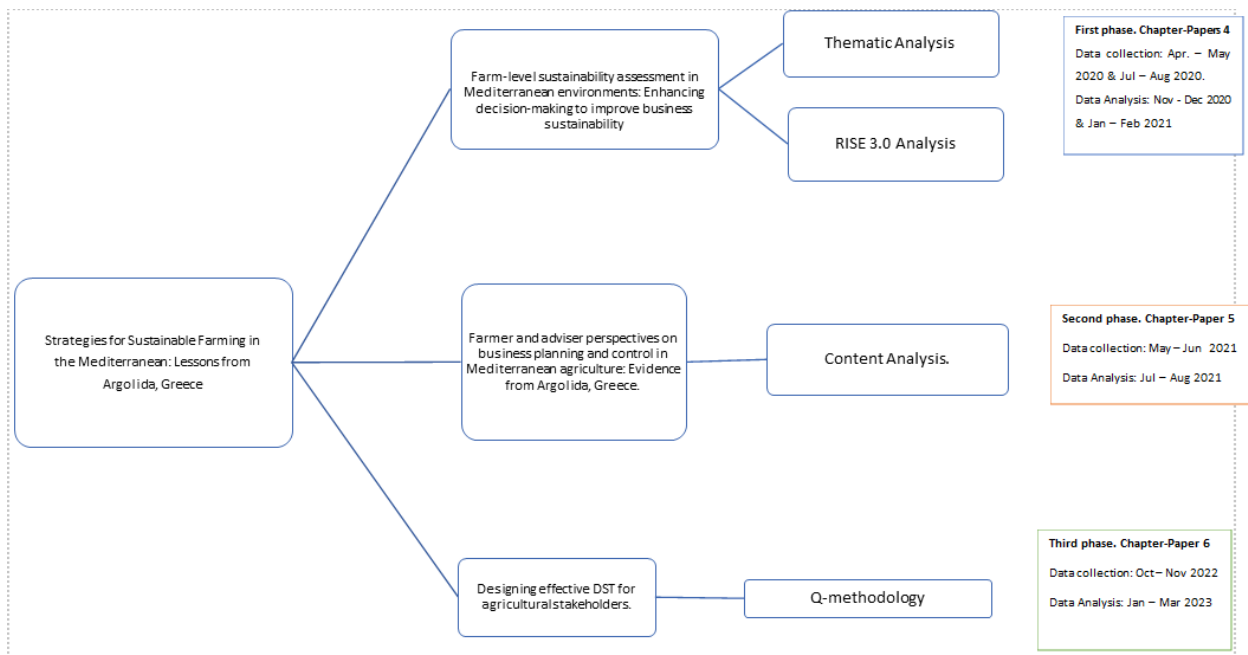 Strategies for Sustainable Farming in
the Mediterranean: Lessons from
Argolida, Greece
Farm-level sustainability assessment in
Mediterranean environments: Enhancing
decision-making to improve business
sustainability
Thematic Analysis
RISE 3.0 Analysis
First phase. Chapter-Papers 4
Data collection: Apr. – May
2020 & Jul – Aug 2020.
Data Analysis: Nov - Dec 2020
& Jan – Feb 2021
Farmer and adviser perspectives on
business planning and control in
Mediterranean agriculture: Evidence
from Argolida, Greece.
Content Analysis.
Second phase. Chapter-Paper 5
Data collection: May – Jun 2021
Data Analysis: Jul – Aug 2021
Designing effective DST for
agricultural stakeholders.
Q-methodology
Third phase. Chapter-Paper 6
Data collection: Oct – Nov 2022
Data Analysis: Jan – Mar 2023